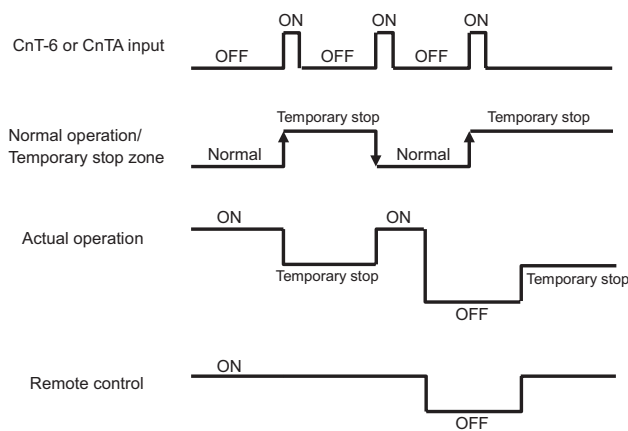 ON ON ON
CnT-6 or CnTA input
OFF OFF OFF
Temporary stop Temporary stop
Normal operation/
Temporary stop zone
Normal Normal
ON ON
Actual operation
Temporary stop Temporary stop
OFF
ON
Remote control
OFF